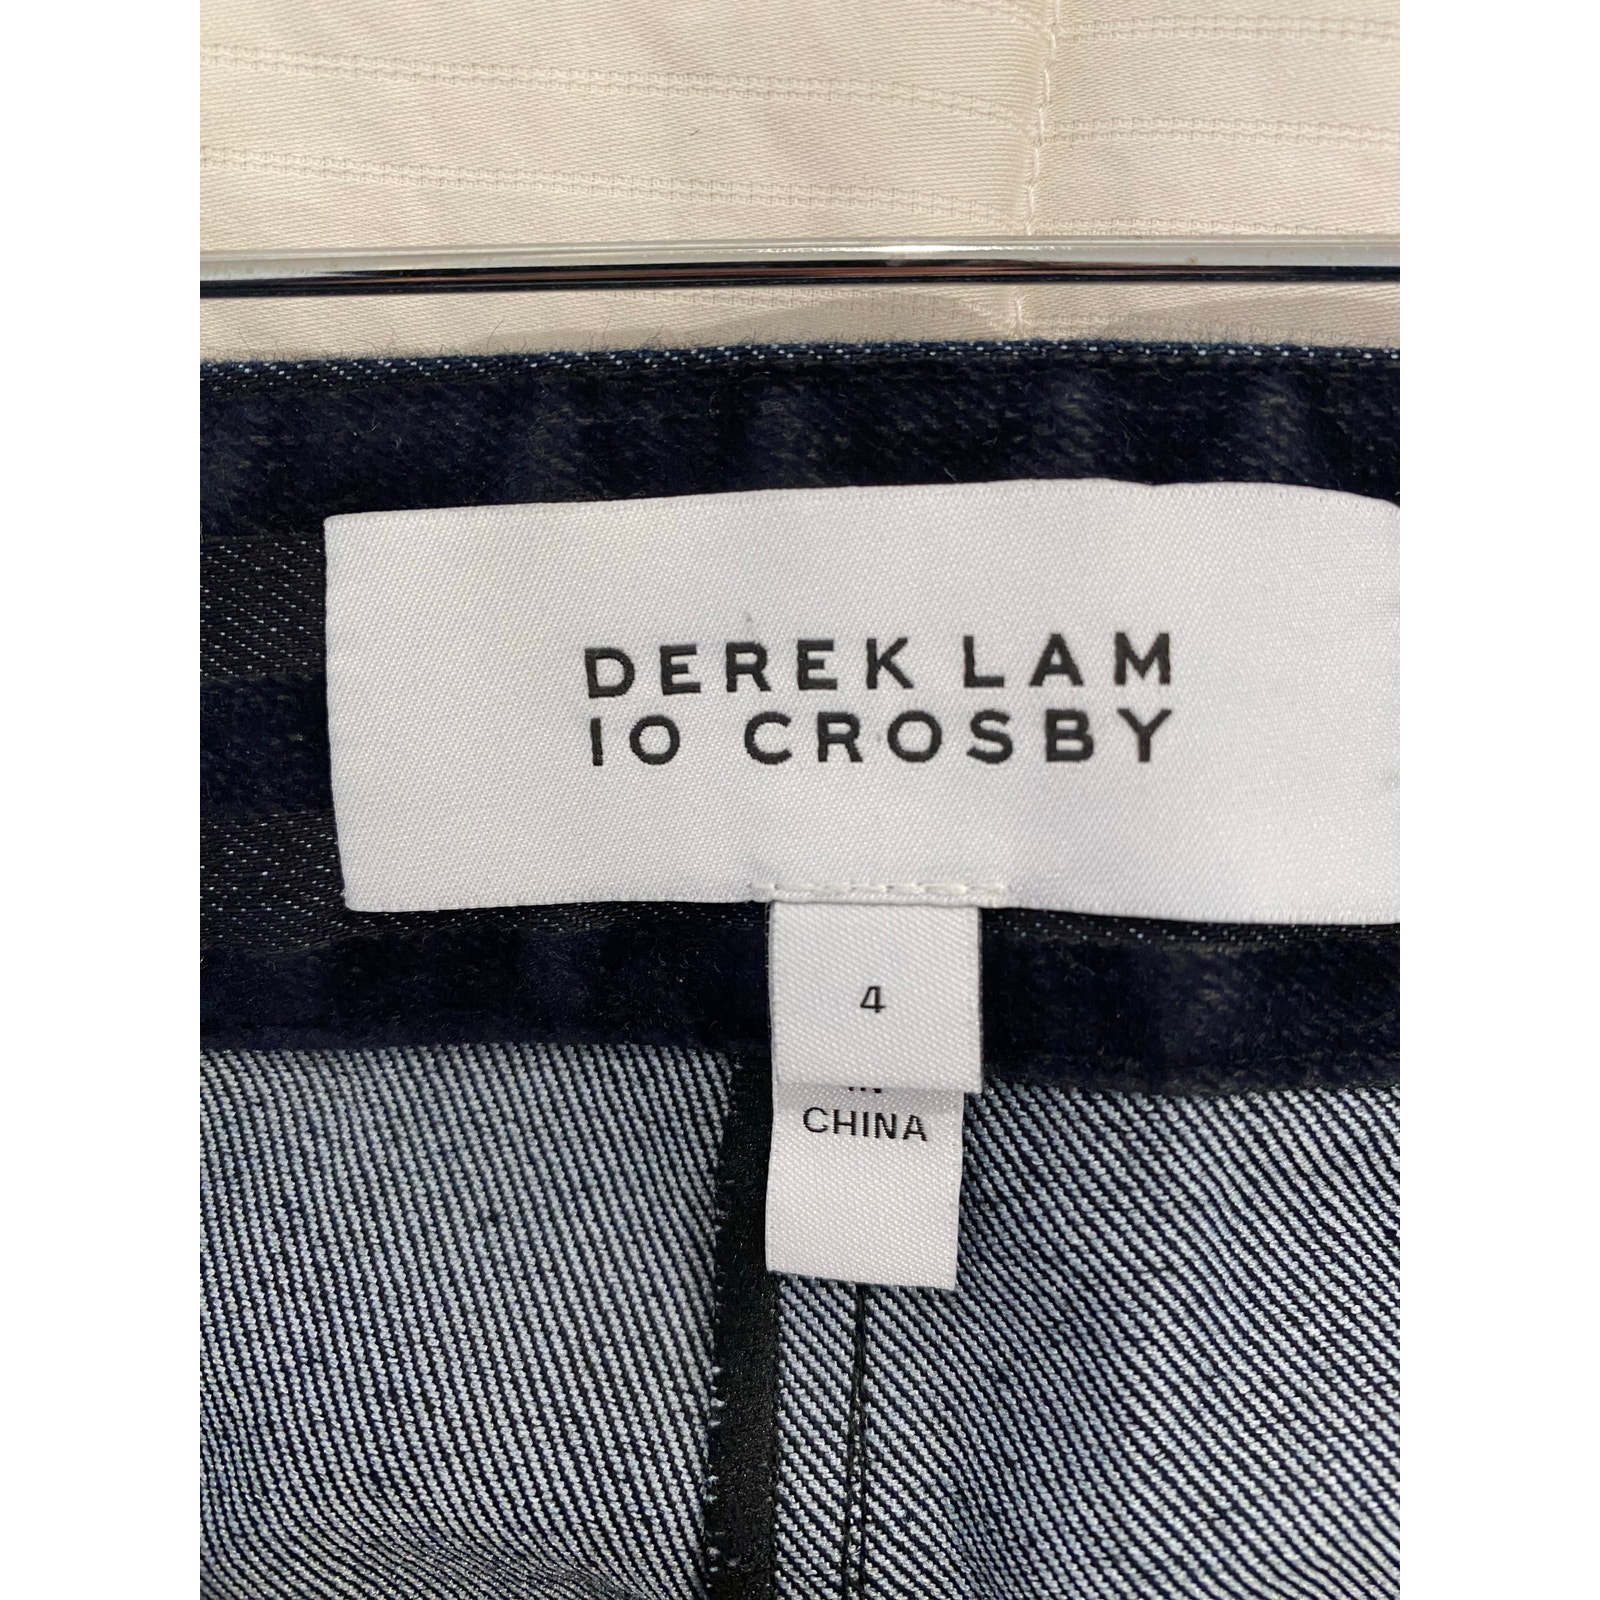 DEREK LAM
10 CROSBY
4
CHINA